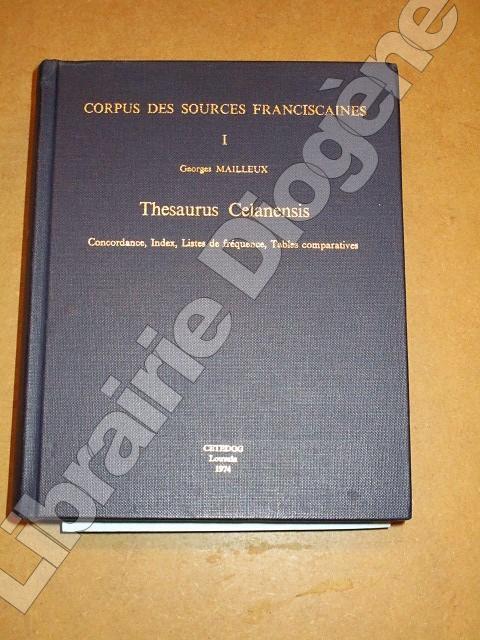 CORPUS DES SOURCES FRANCISCAINES
I
Georges MAILLEUX
Thesaurus Celanensis
Concordance, Index, Listes de fréquence, Tables comparatives
CETEDOC
Louvain
1974
Librairie Diogène